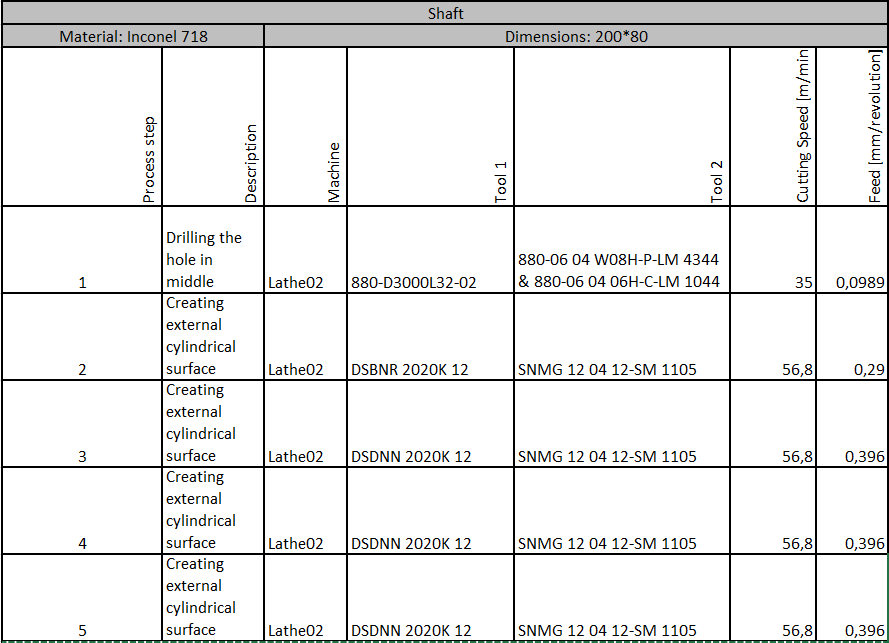 Shaft
Material: Inconel 718
Dimensions: 200*80
Process step
Description
Machine
Tool 1
Tool 2
Cutting Speed [m/min
Feed [mm/revolution]
1
Drilling the
hole in
middle
Lathe02
880-D3000L32-02
880-06 04 W08H-P-LM 4344
& 880-06 04 06H-C-LM 1044
35
0,0989
2
Creating
external
cylindrical
surface
Lathe02
DSBNR 2020K 12
SNMG 12 04 12-SM 1105
56,8
0,29
3
Creating
external
cylindrical
surface
Lathe02
DSDNN 2020K 12
SNMG 12 04 12-SM 1105
56,8
0,396
4
Creating
external
cylindrical
surface
Lathe02
DSDNN 2020K 12
SNMG 12 04 12-SM 1105
56,8
0,396
5
Creating
external
cylindrical
surface
Lathe02
DSDNN 2020K 12
SNMG 12 04 12-SM 1105
56,8
0,396